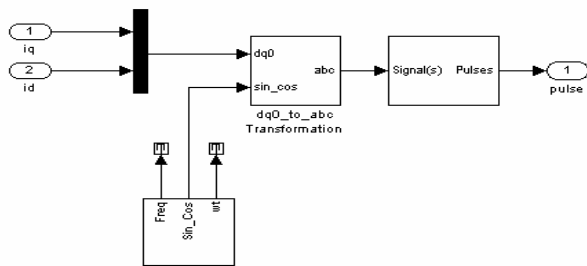 1
iq
2
id
dq0
sin_cos
abc
dq0_to_abc
Transformation
Signal(s) Pulses
1
pulse
Freq
Sin_Cos
wt